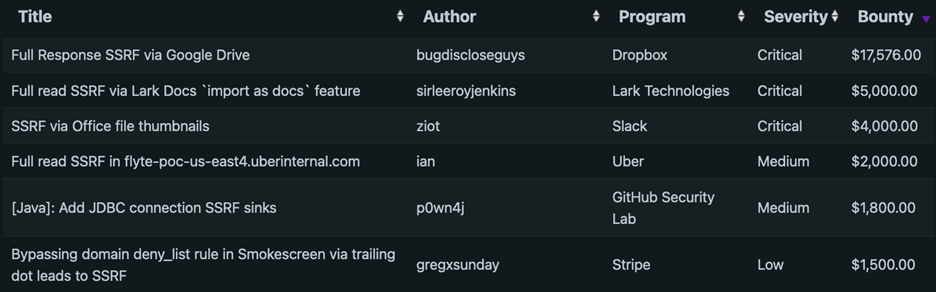 Title Author Program Severity Bounty
Full Response SSRF via Google Drive bugdiscloseguys Dropbox Critical $17,576.00
Full read SSRF via Lark Docs `import as docs` feature sirleeroyjenkins Lark Technologies Critical $5,000.00
SSRF via Office file thumbnails ziot Slack Critical $4,000.00
Full read SSRF in flyte-poc-us-east4.uberinternal.com ian Uber Medium $2,000.00
[Java]: Add JDBC connection SSRF sinks p0wn4j GitHub Security Lab Medium $1,800.00
Bypassing domain deny_list rule in Smokescreen via trailing
dot leads to SSRF gregxsunday Stripe Low $1,500.00